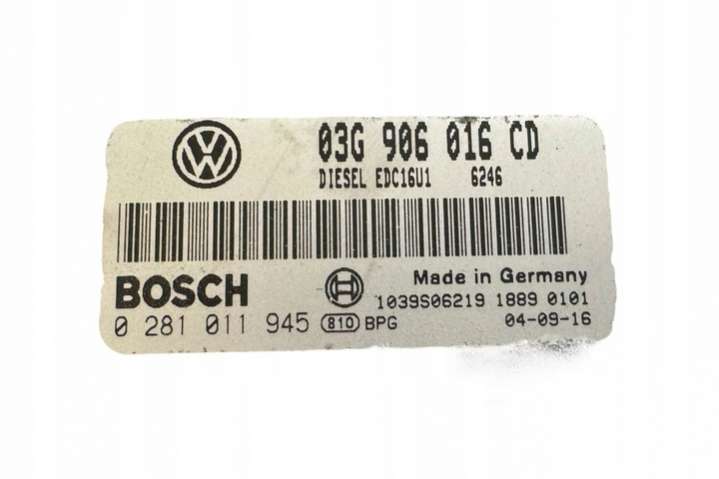 03G 906 016 CD
DIESEL EDC16U1 6246
BOSCH
Made in Germany
1039S06219 1889 0101
0 281 011 945 810 BPG
04-09-16